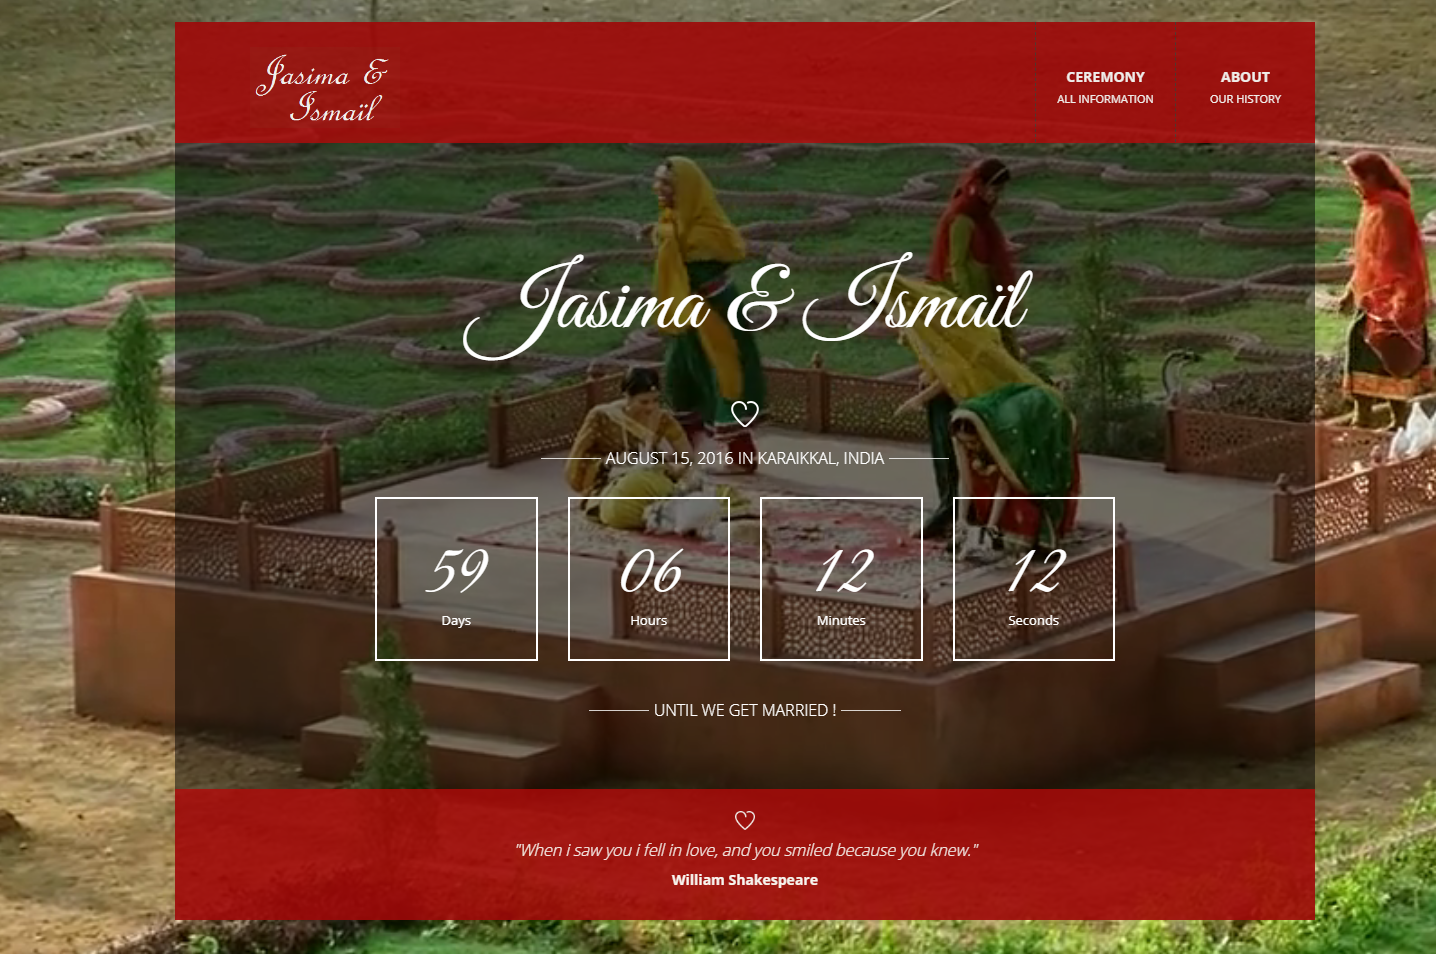 Jasima &
Ismaïl
CEREMONY
ALL INFORMATION
ABOUT
OUR HISTORY
Jasima & Ismaïl
AUGUST 15, 2016 IN KARAIKKAL, INDIA
59
Days
06
Hours
12
Minutes
12
Seconds
UNTIL WE GET MARRIED !
"When i saw you i fell in love, and you smiled because you knew."
William Shakespeare